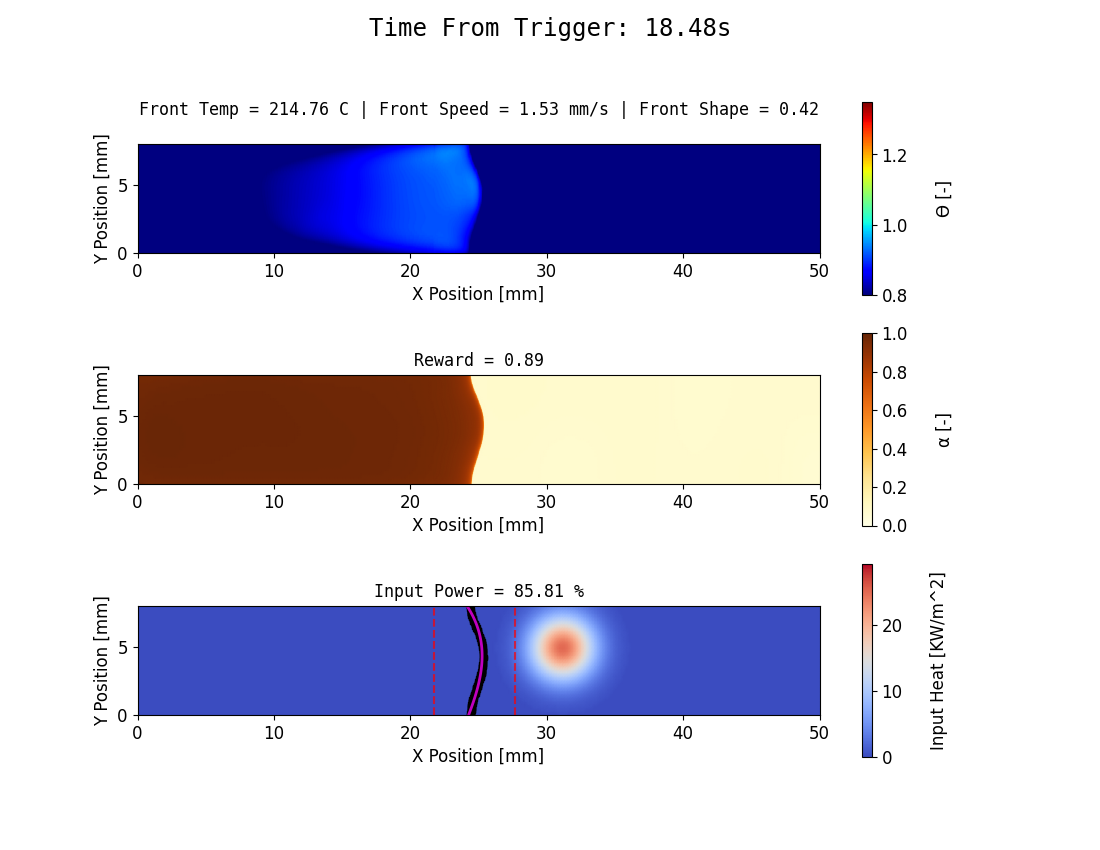 Time From Trigger: 18.48s
Front Temp = 214.76 C | Front Speed = 1.53 mm/s | Front Shape = 0.42
Y Position [mm]
5
0
0 10 20 30 40 50
X Position [mm]
1.2
1.0
0.8
Θ [-]
Reward = 0.89
Y Position [mm]
5
0
0 10 20 30 40 50
X Position [mm]
1.0
0.8
0.6
0.4
0.2
0.0
α [-]
Input Power = 85.81 %
Y Position [mm]
5
0
0 10 20 30 40 50
X Position [mm]
20
10
0
Input Heat [KW/m^2]